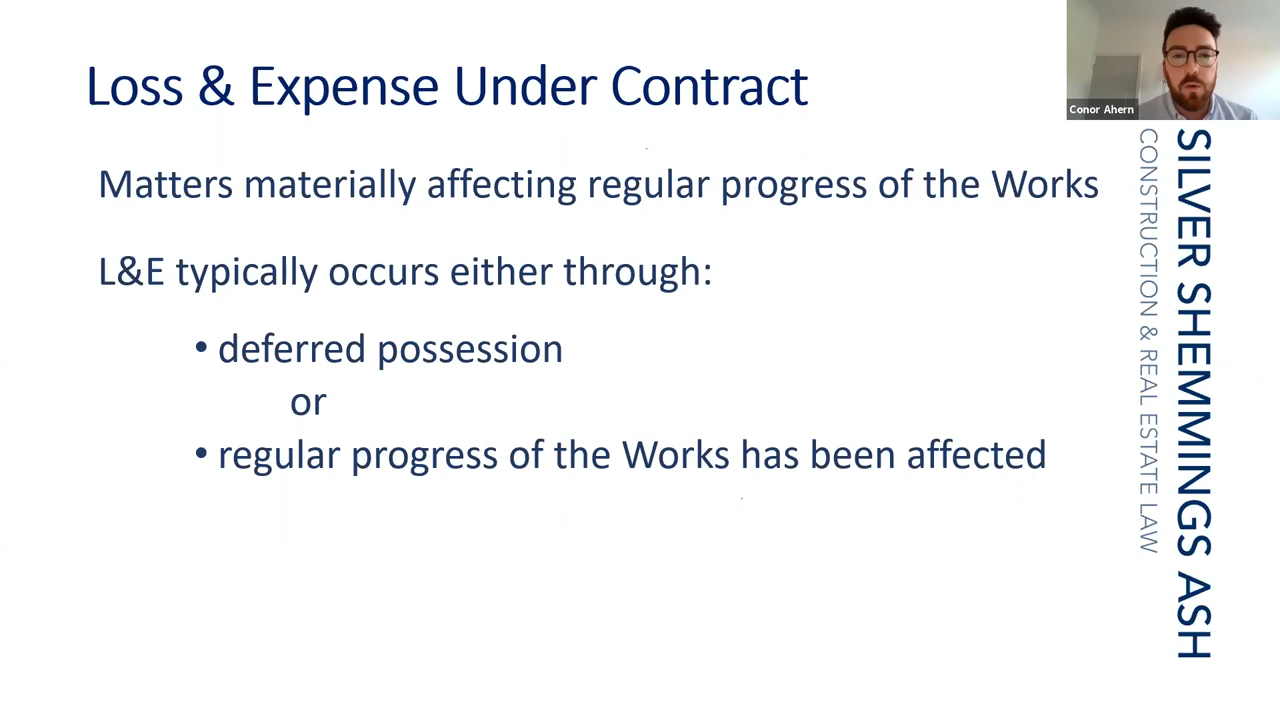 Loss & Expense Under Contract
Conor Ahern
Matters materially affecting regular progress of the Works
L&E typically occurs either through:
• deferred possession
or
• regular progress of the Works has been affected
SILVER SHEMMINGS ASH
CONSTRUCTION & REAL ESTATE LAW